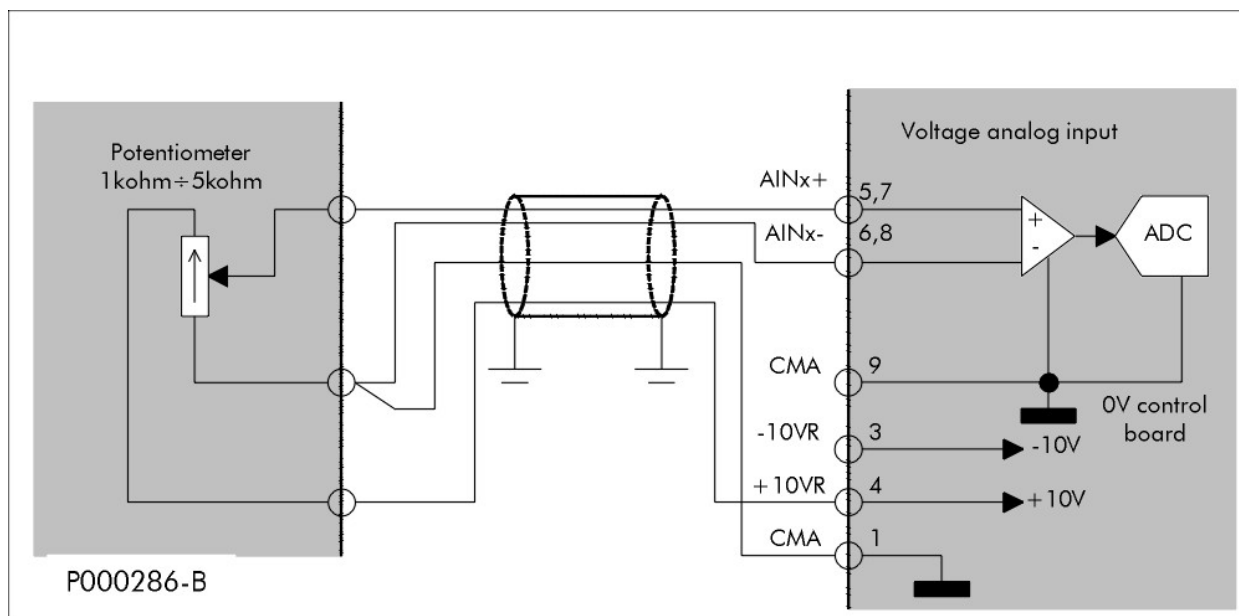 Potentiometer
1kohm÷5kohm
P000286-B
Voltage analog input
AINx+
5,7
AINx-
6,8
+
-
ADC
CMA
9
0V control
board
-10VR
3
-10V
+10VR
4
+10V
CMA
1